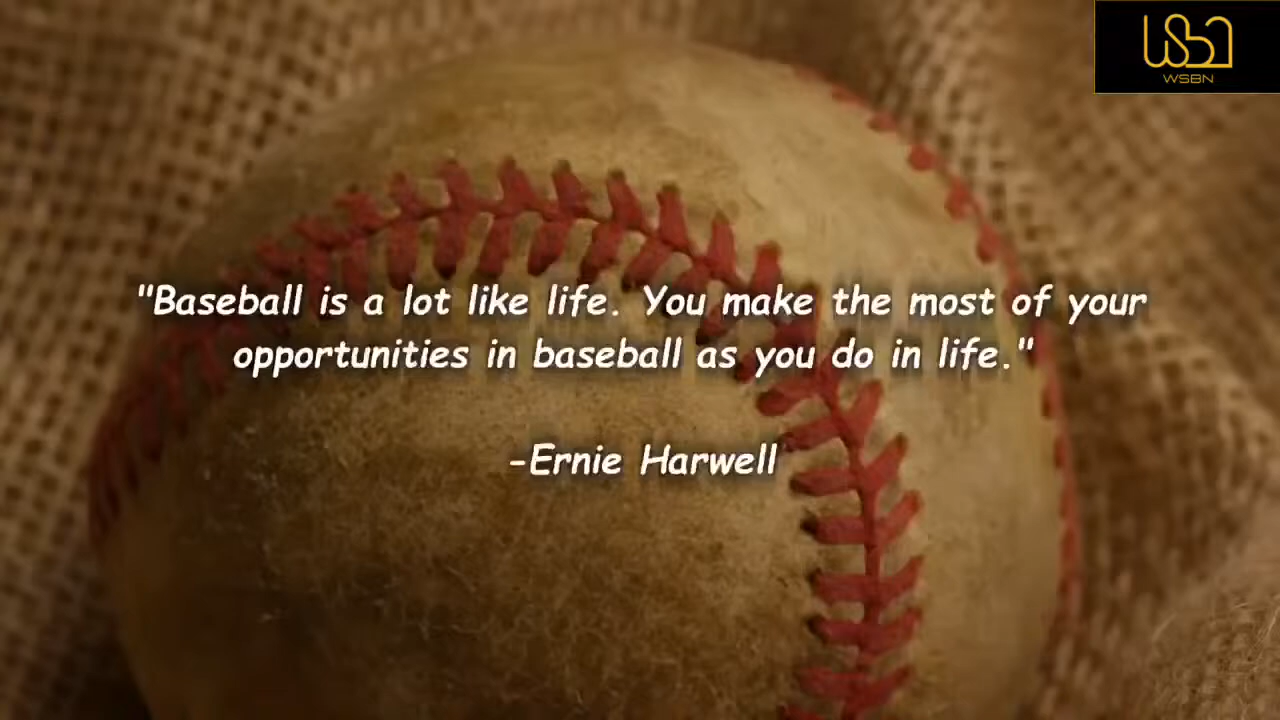 WSBN
"Baseball is a lot like life. You make the most of your
opportunities in baseball as you do in life."
-Ernie Harwell